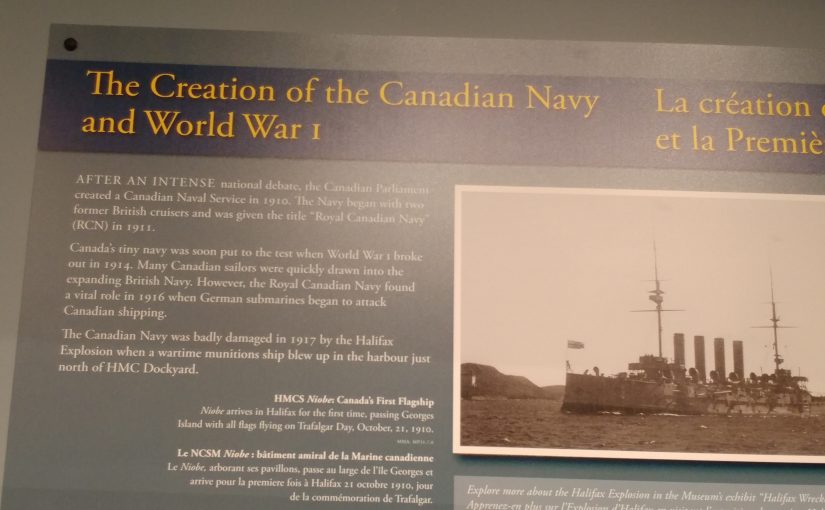 The Creation of the Canadian Navy
and World War 1
La création
et la Premiè
AFTER AN INTENSE national debate, the Canadian Parliament
created a Canadian Naval Service in 1910. The Navy began with two
former British cruisers and was given the title "Royal Canadian Navy"
(RCN) in 1911.
Canada's tiny navy was soon put to the test when World War 1 broke
out in 1914. Many Canadian sailors were quickly drawn into the
expanding British Navy. However, the Royal Canadian Navy found
a vital role in 1916 when German submarines began to attack
Canadian shipping.
The Canadian Navy was badly damaged in 1917 by the Halifax
Explosion when a wartime munitions ship blew up in the harbour just
north of HMC Dockyard.
HMCS Niobe: Canada's First Flagship
Niobe arrives in Halifax for the first time, passing Georges
Island with all flags flying on Trafalgar Day, October, 21, 1910.
Le NCSM Niobe : bâtiment amiral de la Marine canadienne
Le Niobe, arborant ses pavillons, passe au large de l'île Georges et
arrive pour la premiere fois à Halifax 21 octobre 1910, jour
de la commémoration de Trafalgar.
Explore more about the Halifax Explosion in the Museum's exhibit "Halifax Wreck
Apprenez-en plus sur l'Explosion d'Halifax